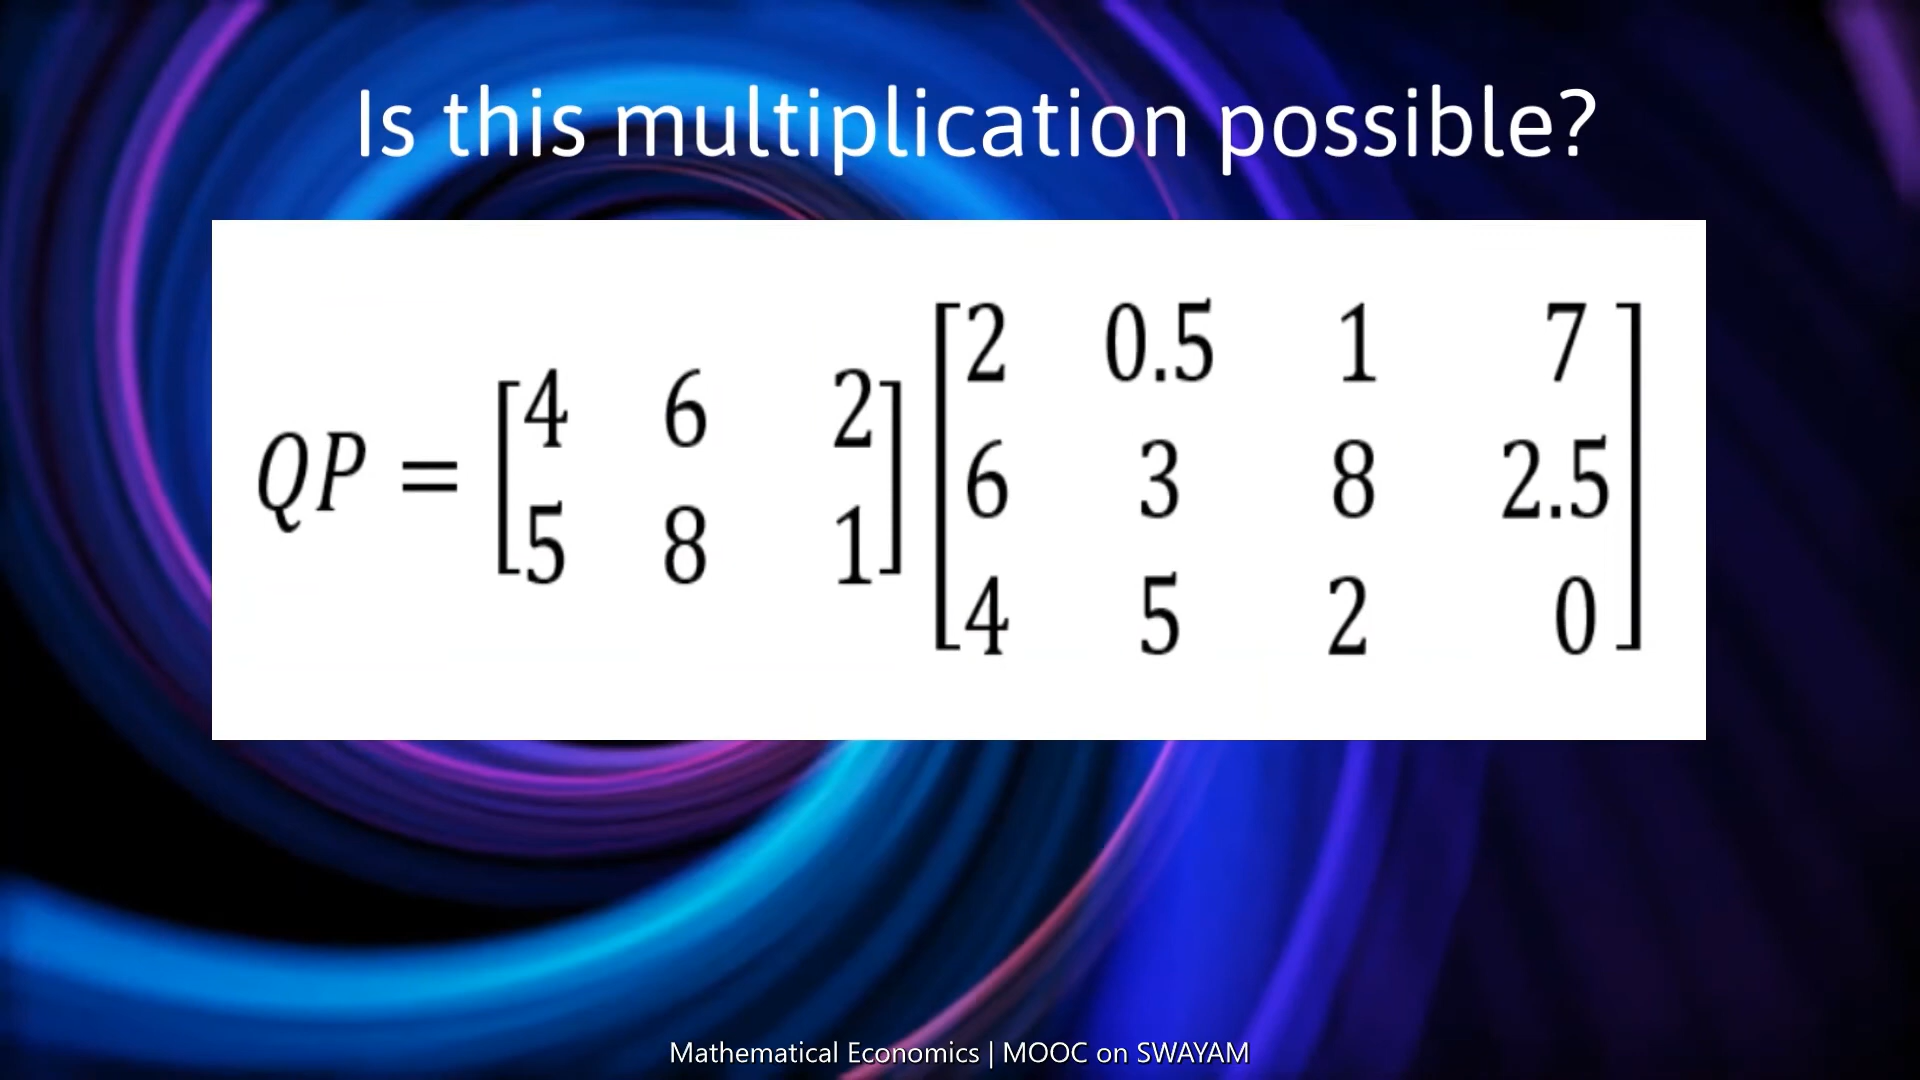 Is this multiplication possible?
QP = [4 6 2] [2 0.5 1 7]
[5 8 1] [6 3 8 2.5]
[4 5 2 0]
Mathematical Economics | MOOC on SWAYAM